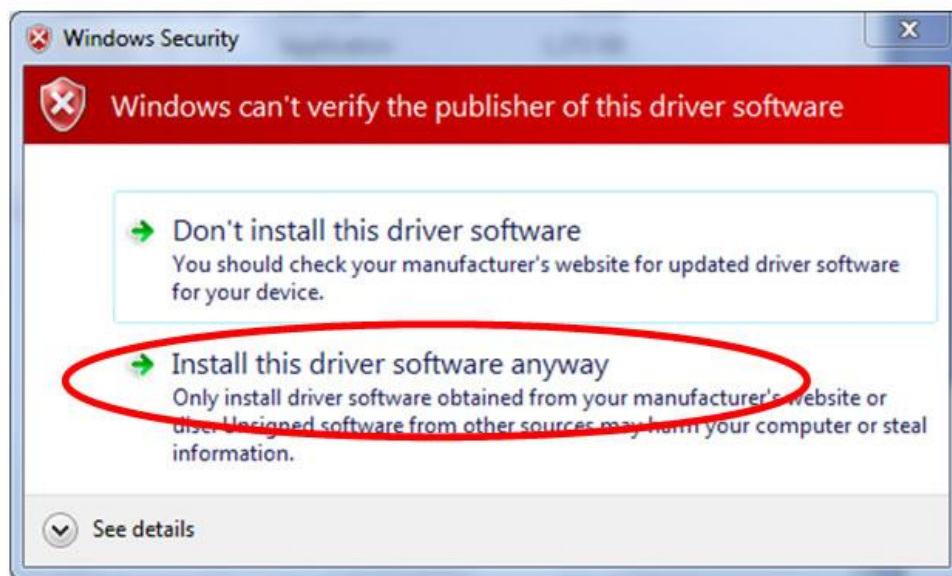 Windows Security
Windows can't verify the publisher of this driver software
Don't install this driver software
You should check your manufacturer's website for updated driver software
for your device.
Install this driver software anyway
Only install driver software obtained from your manufacturer's website or
disc. Unsigned software from other sources may harm your computer or steal
information.
See details